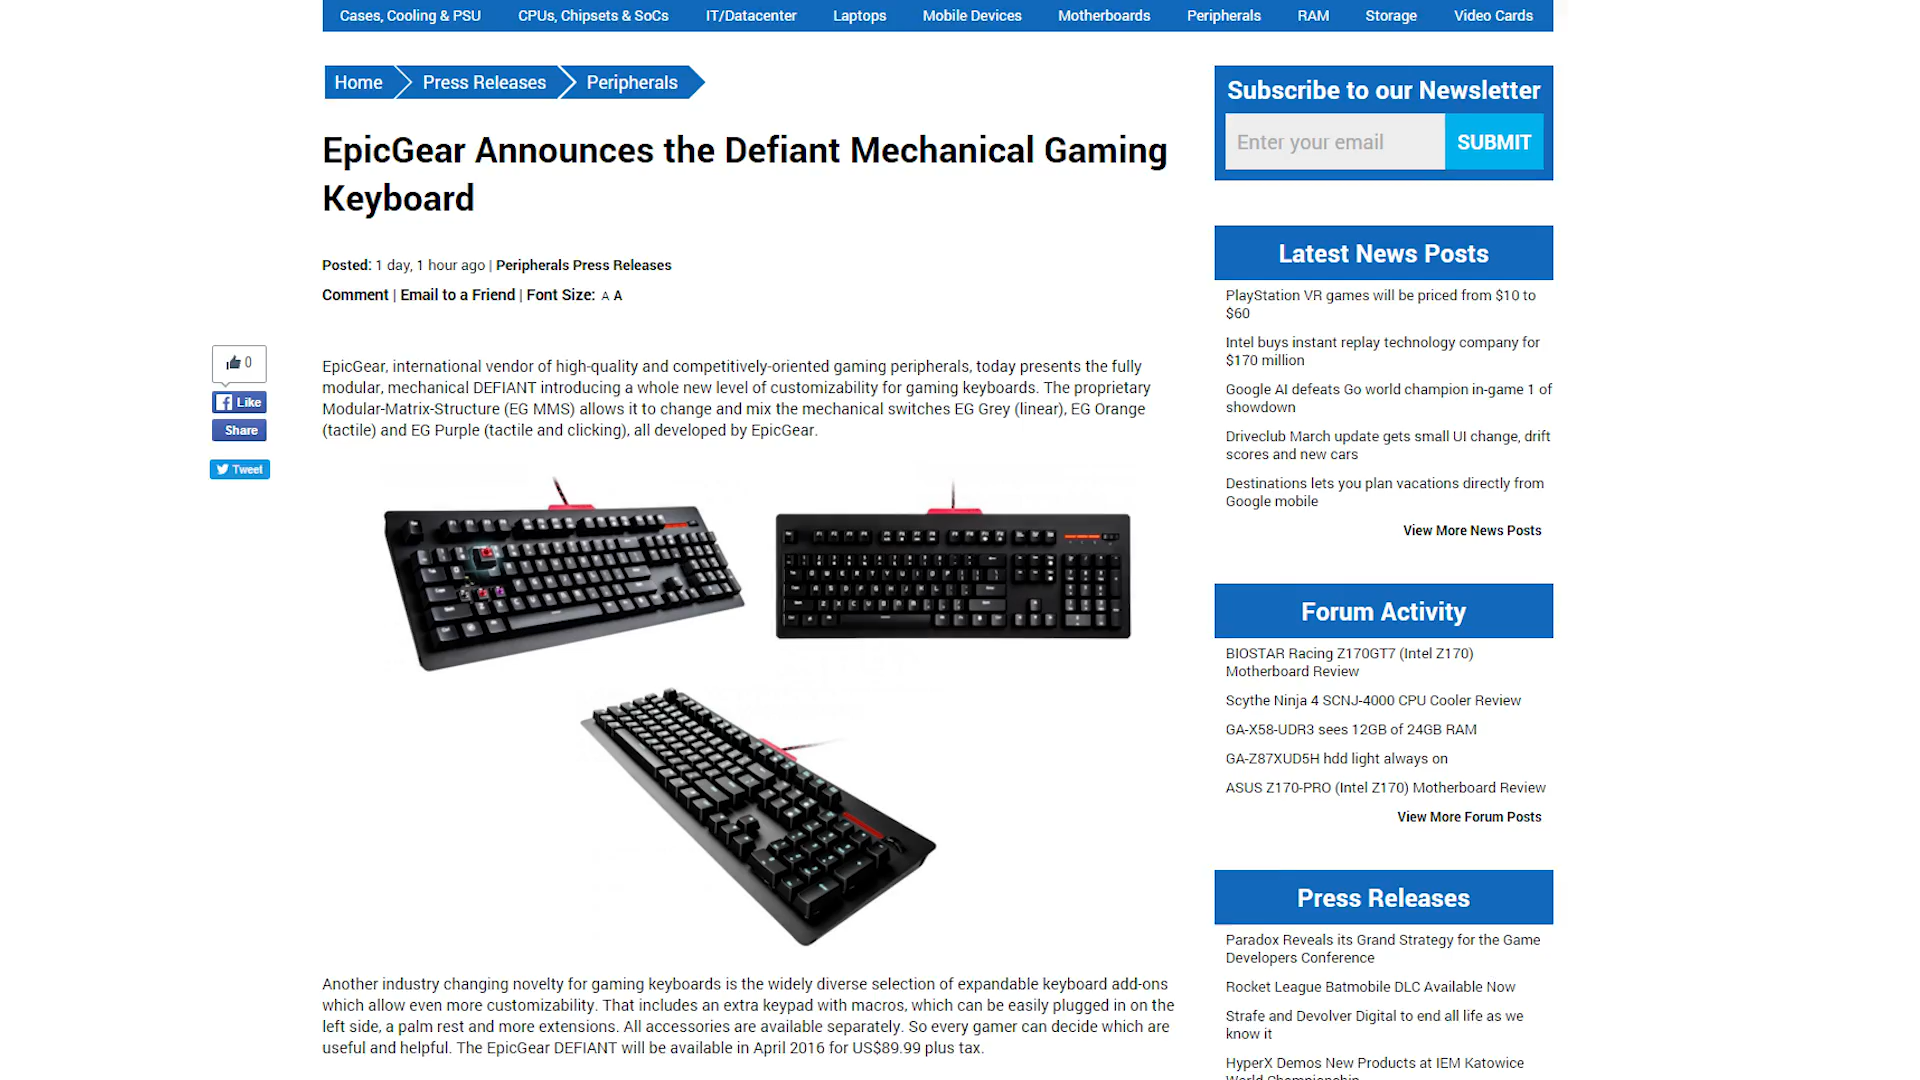 Cases, Cooling & PSU CPUs, Chipsets & SoCs IT/Datacenter Laptops Mobile Devices Motherboards Peripherals RAM Storage Video Cards
Home Press Releases Peripherals
EpicGear Announces the Defiant Mechanical Gaming
Keyboard
Posted: 1 day, 1 hour ago | Peripherals Press Releases
Comment | Email to a Friend | Font Size: A A
0
Like
Share
Tweet
EpicGear, international vendor of high-quality and competitively-oriented gaming peripherals, today presents the fully
modular, mechanical DEFIANT introducing a whole new level of customizability for gaming keyboards. The proprietary
Modular-Matrix-Structure (EG MMS) allows it to change and mix the mechanical switches EG Grey (linear), EG Orange
(tactile) and EG Purple (tactile and clicking), all developed by EpicGear.
Another industry changing novelty for gaming keyboards is the widely diverse selection of expandable keyboard add-ons
which allow even more customizability. That includes an extra keypad with macros, which can be easily plugged in on the
left side, a palm rest and more extensions. All accessories are available separately. So every gamer can decide which are
useful and helpful. The EpicGear DEFIANT will be available in April 2016 for US$89.99 plus tax.
Subscribe to our Newsletter
Enter your email SUBMIT
Latest News Posts
PlayStation VR games will be priced from $10 to
$60
Intel buys instant replay technology company for
$170 million
Google AI defeats Go world champion in-game 1 of
showdown
Driveclub March update gets small UI change, drift
scores and new cars
Destinations lets you plan vacations directly from
Google mobile
View More News Posts
Forum Activity
BIOSTAR Racing Z170GT7 (Intel Z170)
Motherboard Review
Scythe Ninja 4 SCNJ-4000 CPU Cooler Review
GA-X58-UDR3 sees 12GB of 24GB RAM
GA-Z87XUD5H hdd light always on
ASUS Z170-PRO (Intel Z170) Motherboard Review
View More Forum Posts
Press Releases
Paradox Reveals its Grand Strategy for the Game
Developers Conference
Rocket League Batmobile DLC Available Now
Strafe and Devolver Digital to end all life as we
know it
HyperX Demos New Products at IEM Katowice
World Championship